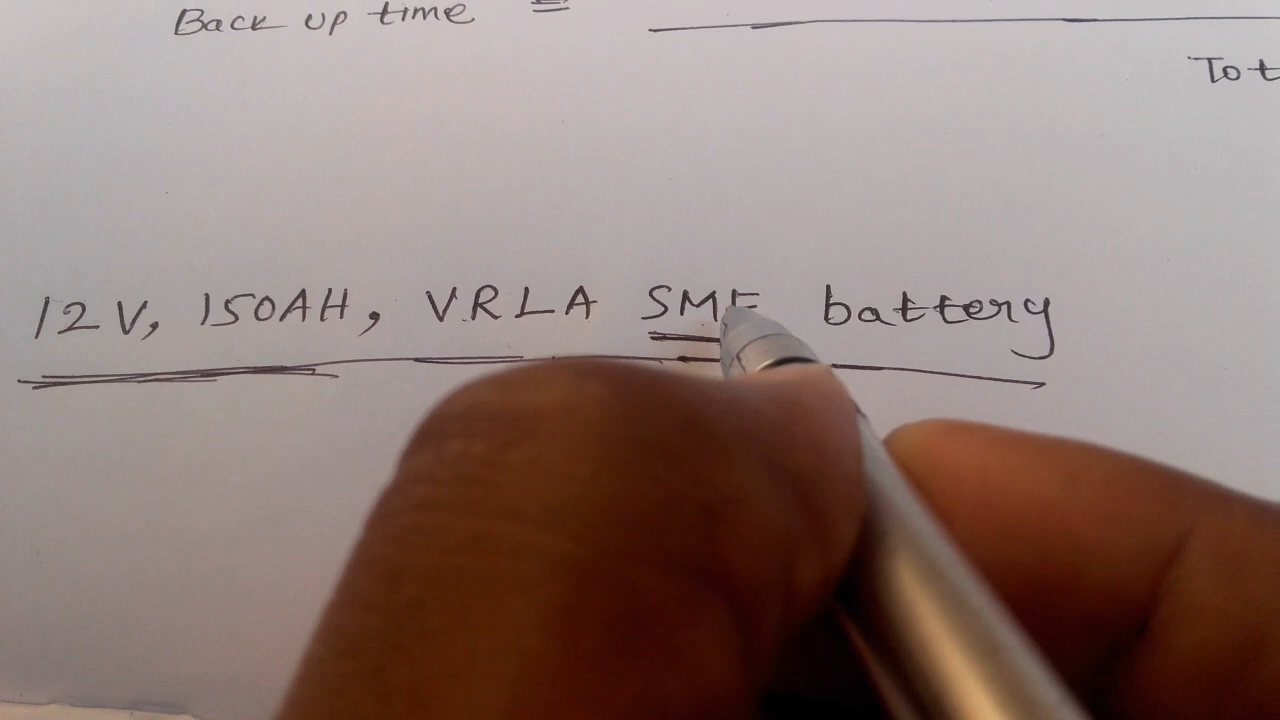 Back up time =
Tot
12V, 150AH, VRLA SMF battery